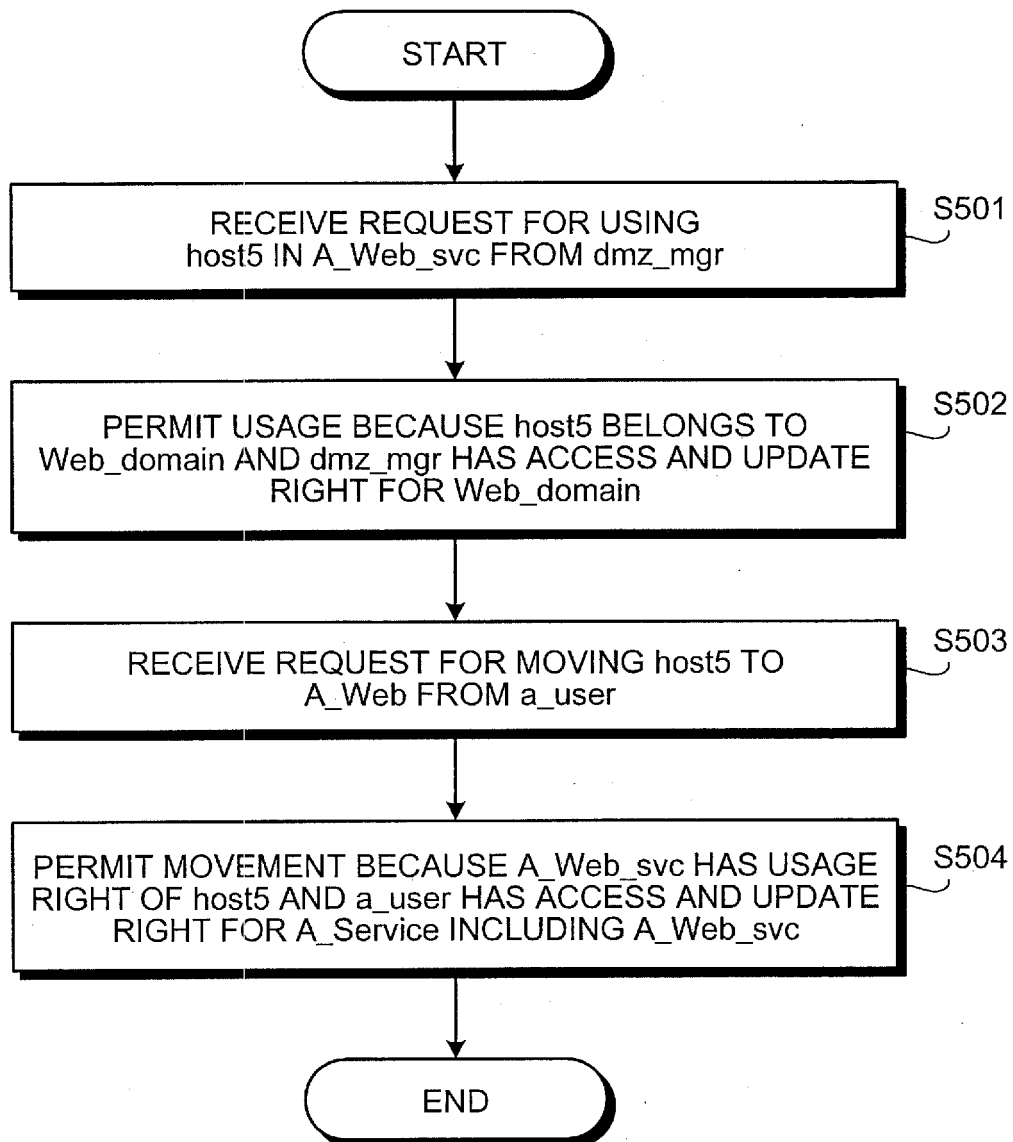 START
RECEIVE REQUEST FOR USING
host5 IN A_Web_svc FROM dmz_mgr
S501
PERMIT USAGE BECAUSE host5 BELONGS TO
Web_domain AND dmz_mgr HAS ACCESS AND UPDATE
RIGHT FOR Web_domain
S502
RECEIVE REQUEST FOR MOVING host5 TO
A_Web FROM a_user
S503
PERMIT MOVEMENT BECAUSE A_Web_svc HAS USAGE
RIGHT OF host5 AND a_user HAS ACCESS AND UPDATE
RIGHT FOR A_Service INCLUDING A_Web_svc
S504
END